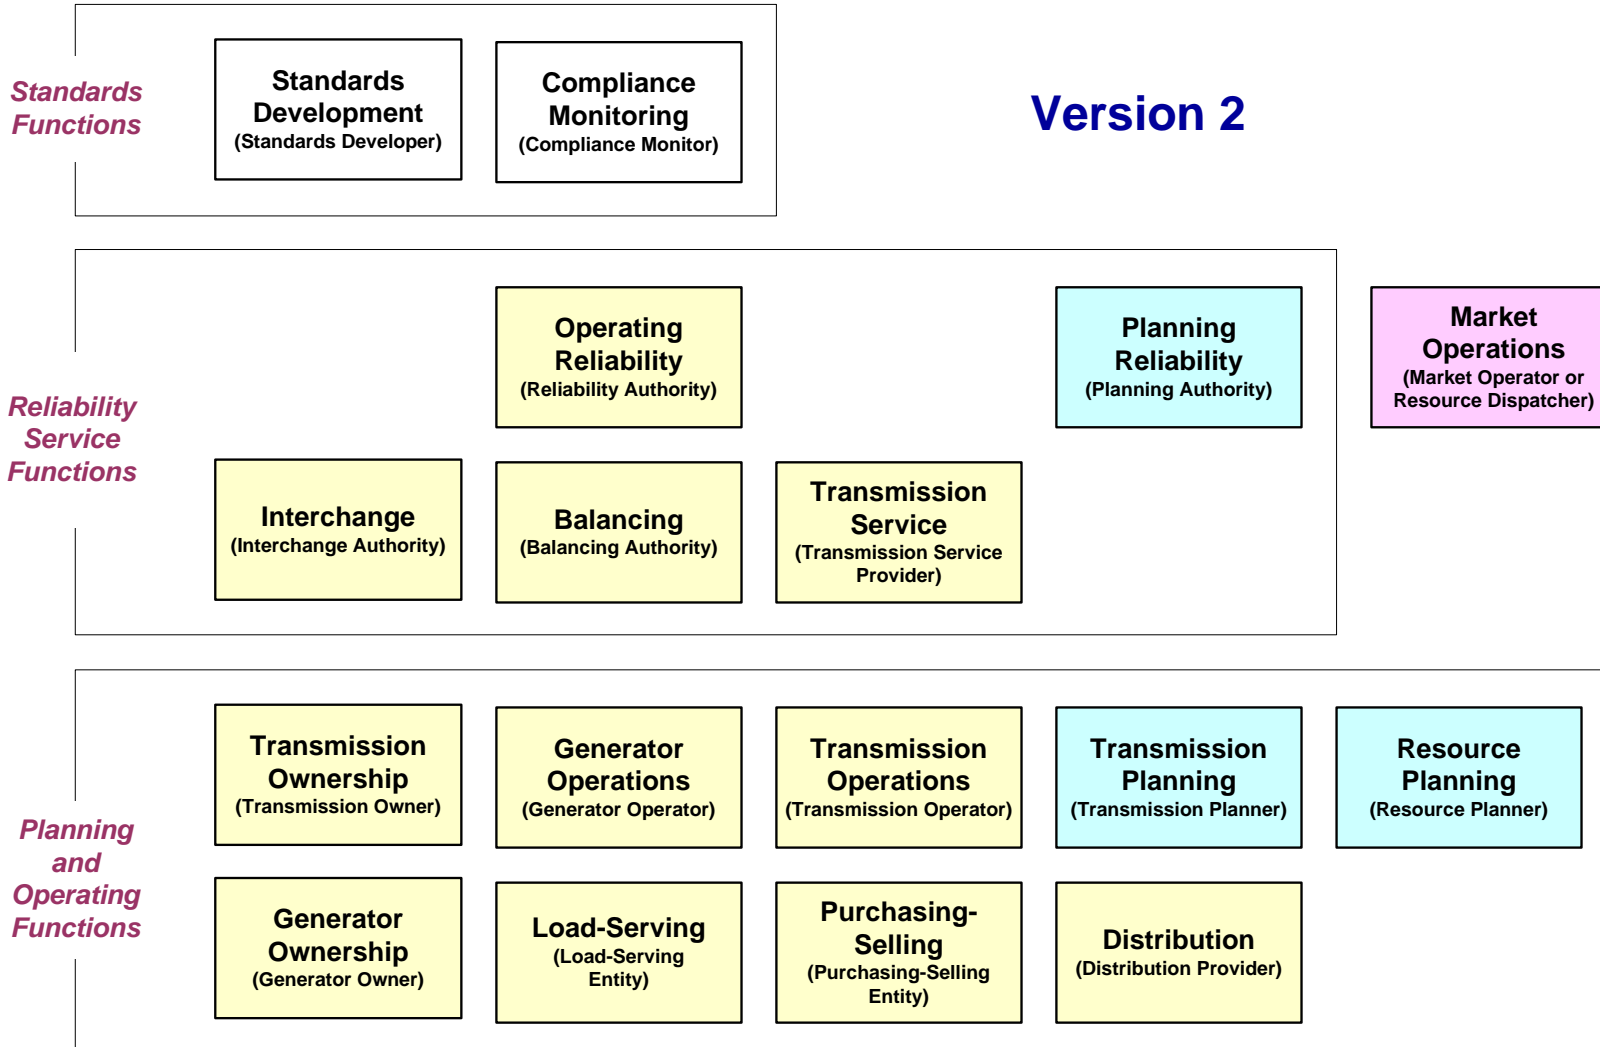 Standards
Functions
Standards
Development
(Standards Developer)
Compliance
Monitoring
(Compliance Monitor)
Version 2
Reliability
Service
Functions
Operating
Reliability
(Reliability Authority)
Planning
Reliability
(Planning Authority)
Market
Operations
(Market Operator or
Resource Dispatcher)
Interchange
(Interchange Authority)
Balancing
(Balancing Authority)
Transmission
Service
(Transmission Service
Provider)
Planning
and
Operating
Functions
Transmission
Ownership
(Transmission Owner)
Generator
Operations
(Generator Operator)
Transmission
Operations
(Transmission Operator)
Transmission
Planning
(Transmission Planner)
Resource
Planning
(Resource Planner)
Generator
Ownership
(Generator Owner)
Load-Serving
(Load-Serving
Entity)
Purchasing-
Selling
(Purchasing-Selling
Entity)
Distribution
(Distribution Provider)